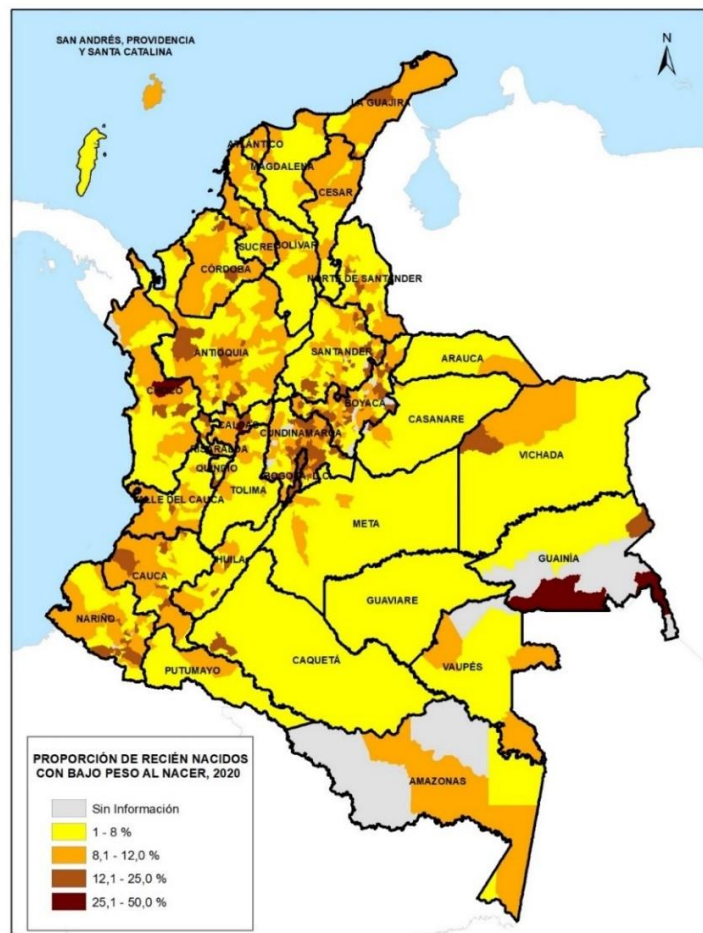 SAN ANDRÉS, PROVIDENCIA
Y SANTA CATALINA
N
LA GUAJIRA
ATLÁNTICO
MAGDALENA
CESAR
SUCRE
BOLÍVAR
CÓRDOBA
NORTE DE SANTANDER
ANTIOQUIA
SANTANDER
ARAUCA
CHOCÓ
BOYACÁ
CASANARE
CALDAS
CUNDINAMARCA
VICHADA
RISARALDA
QUINDÍO
BOGOTÁ, D.C.
TOLIMA
VALLE DEL CAUCA
META
GUAINÍA
HUILA
CAUCA
GUAVIARE
NARIÑO
CAQUETÁ
VAUPÉS
PUTUMAYO
AMAZONAS
PROPORCIÓN DE RECIÉN NACIDOS
CON BAJO PESO AL NACER, 2020
Sin Información
1 - 8 %
8,1 - 12,0 %
12,1 - 25,0 %
25,1 - 50,0 %